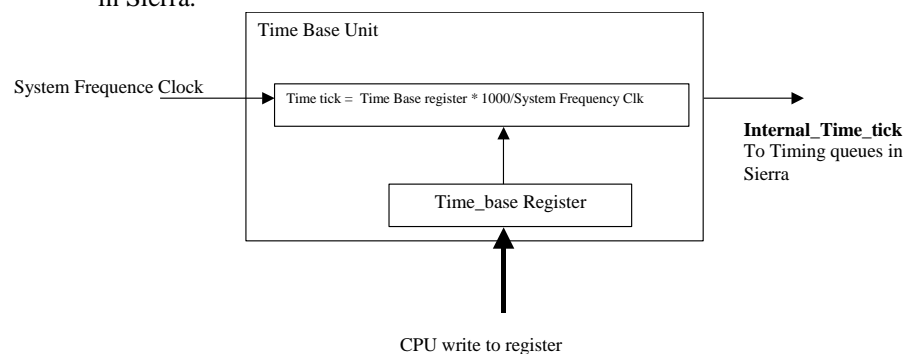 in Sierra.
Time Base Unit
System Frequence Clock
Time tick = Time Base register * 1000/System Frequency Clk
Internal_Time_tick
To Timing queues in
Sierra
Time_base Register
CPU write to register